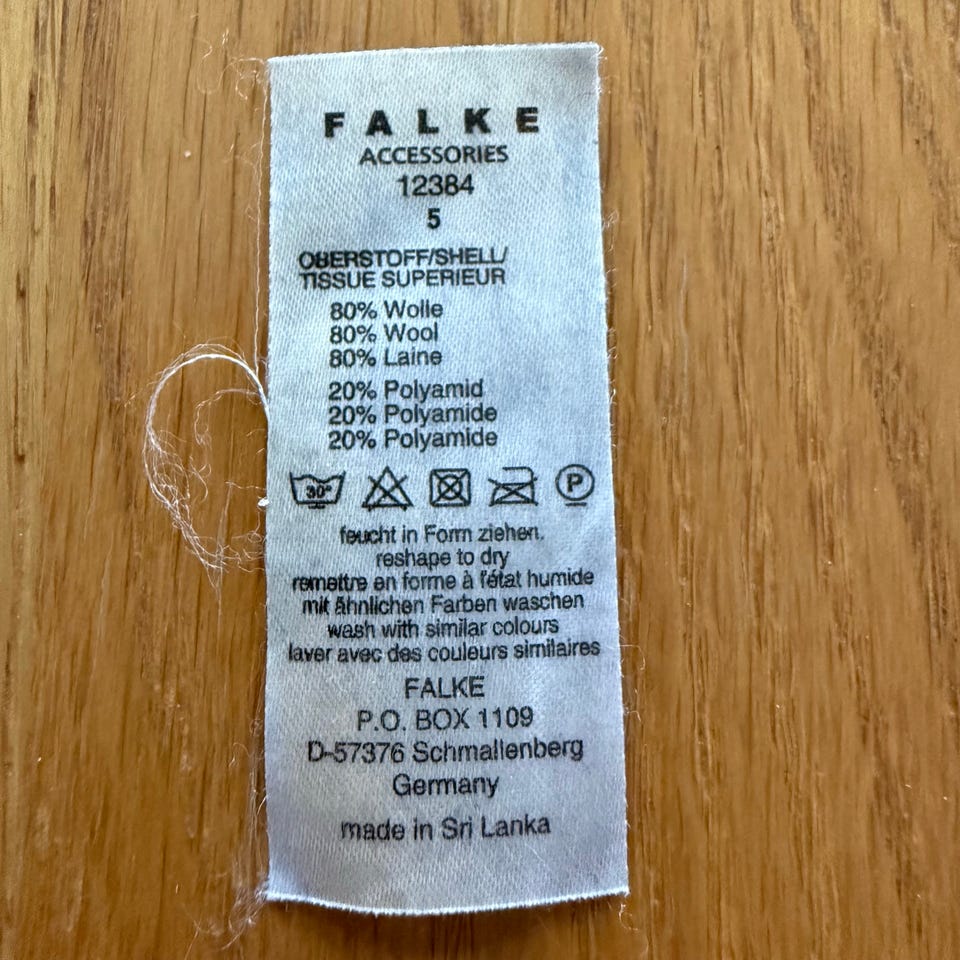 FALKE
ACCESSORIES
12384
5
OBERSTOFF/SHELL/
TISSUE SUPERIEUR
80% Wolle
80% Wool
80% Laine
20% Polyamid
20% Polyamide
20% Polyamide
30° P
feucht in Form ziehen.
reshape to dry
remettre en forme à l'état humide
mit ähnlichen Farben waschen
wash with similar colours
laver avec des couleurs similaires
FALKE
P.O. BOX 1109
D-57376 Schmallenberg
Germany
made in Sri Lanka